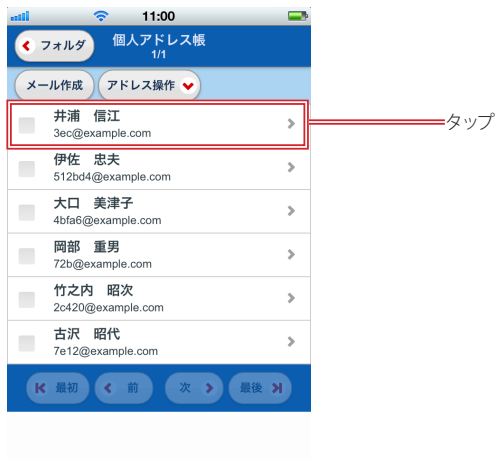 11:00
フォルダ
個人アドレス帳
1/1
メール作成
アドレス操作
井浦　信江
3ec@example.com
タップ
伊佐　忠夫
512bd4@example.com
大口　美津子
4bfa6@example.com
岡部　重男
72b@example.com
竹之内　昭次
2c420@example.com
古沢　昭代
7e12@example.com
最初
前
次
最後